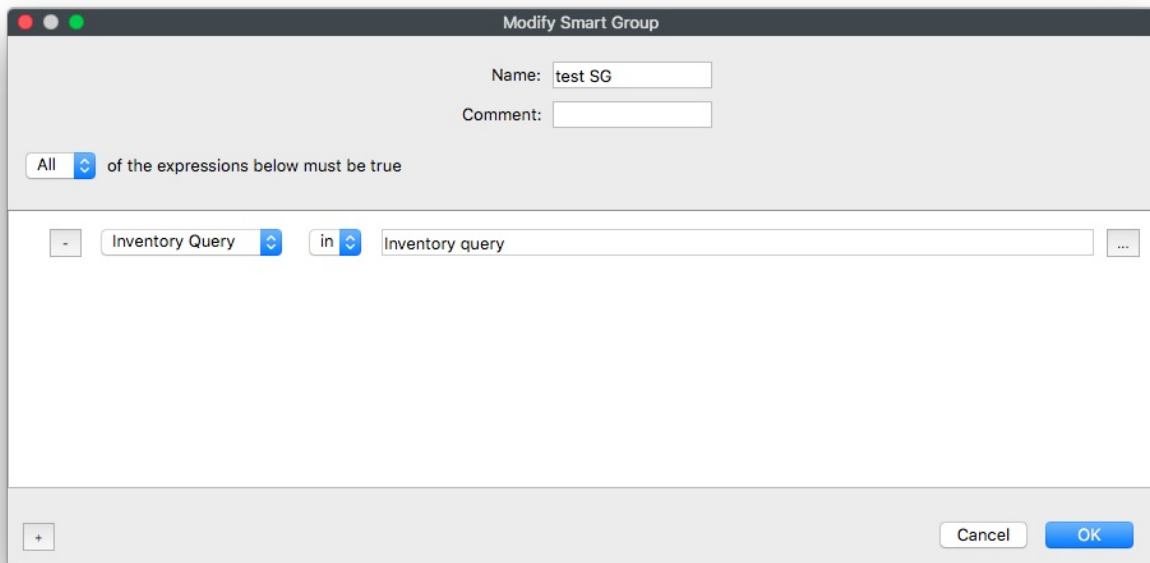 Modify Smart Group
Name: test SG
Comment:
All of the expressions below must be true
- Inventory Query in Inventory query ...
+ Cancel OK